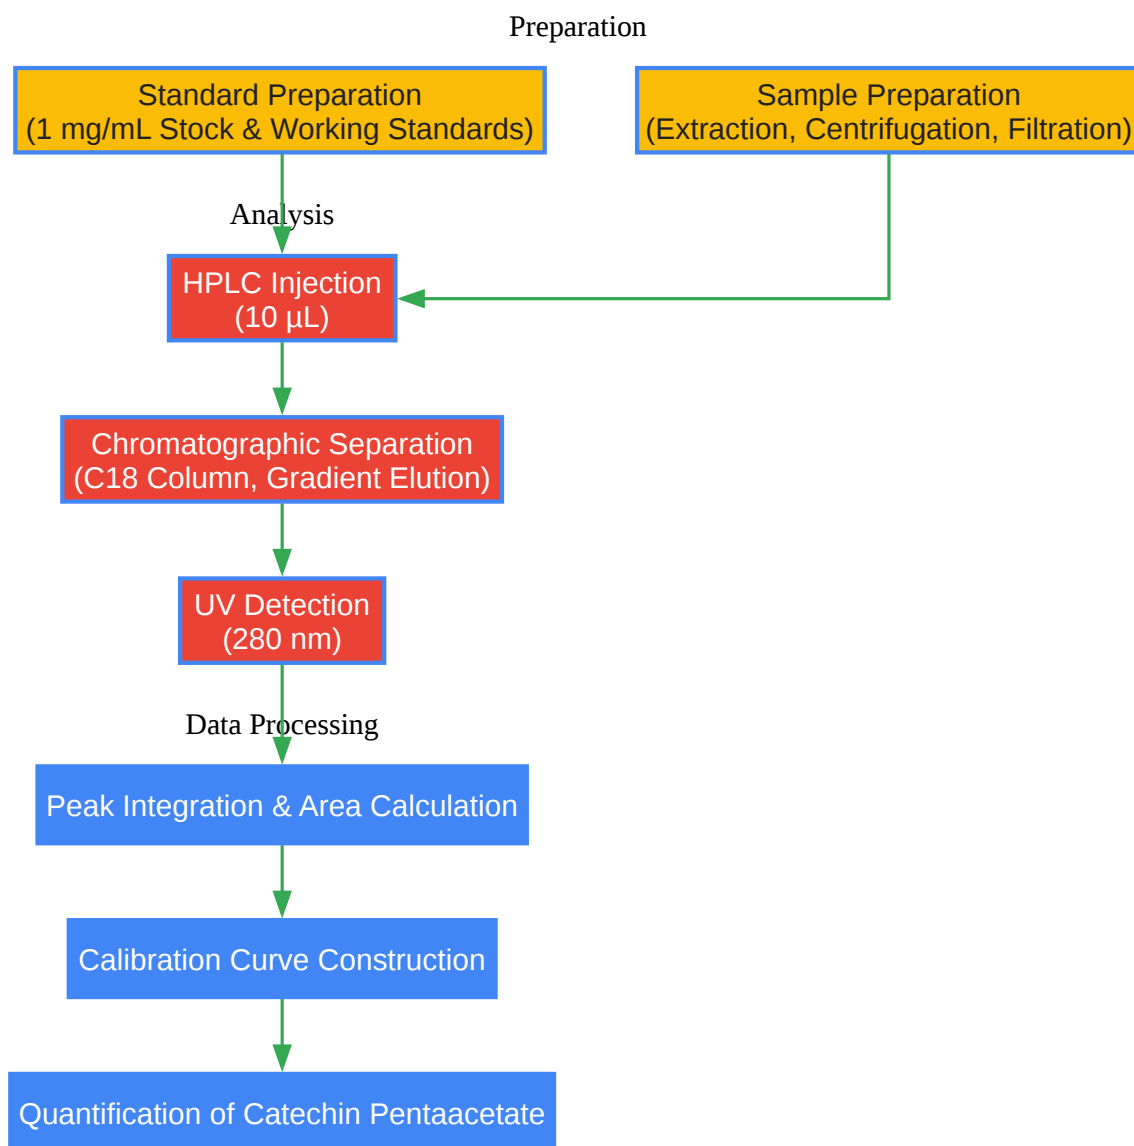 Preparation
Standard Preparation
(1 mg/mL Stock & Working Standards)
Sample Preparation
(Extraction, Centrifugation, Filtration)
Analysis
HPLC Injection
(10 µL)
Chromatographic Separation
(C18 Column, Gradient Elution)
UV Detection
(280 nm)
Data Processing
Peak Integration & Area Calculation
Calibration Curve Construction
Quantification of Catechin Pentaacetate